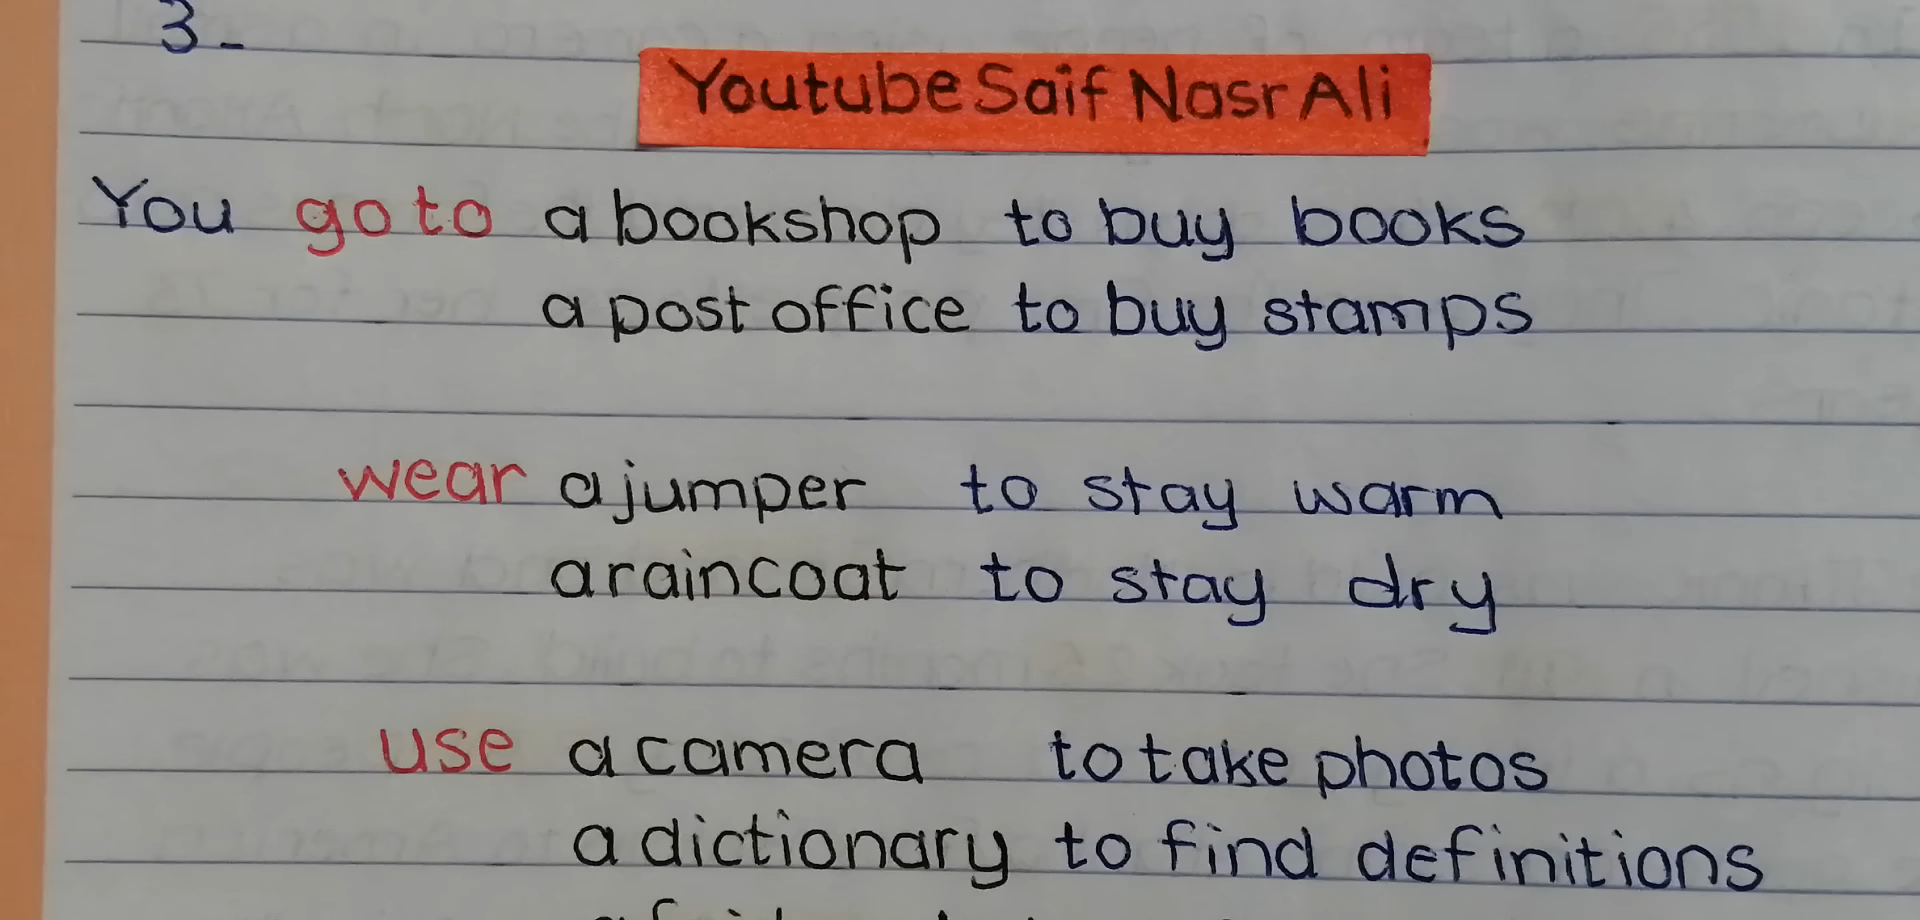 3-
Youtube Saif Nasr Ali
You go to a bookshop to buy books
a post office to buy stamps
wear a jumper to stay warm
a raincoat to stay dry
use a camera to take photos
a dictionary to find definitions